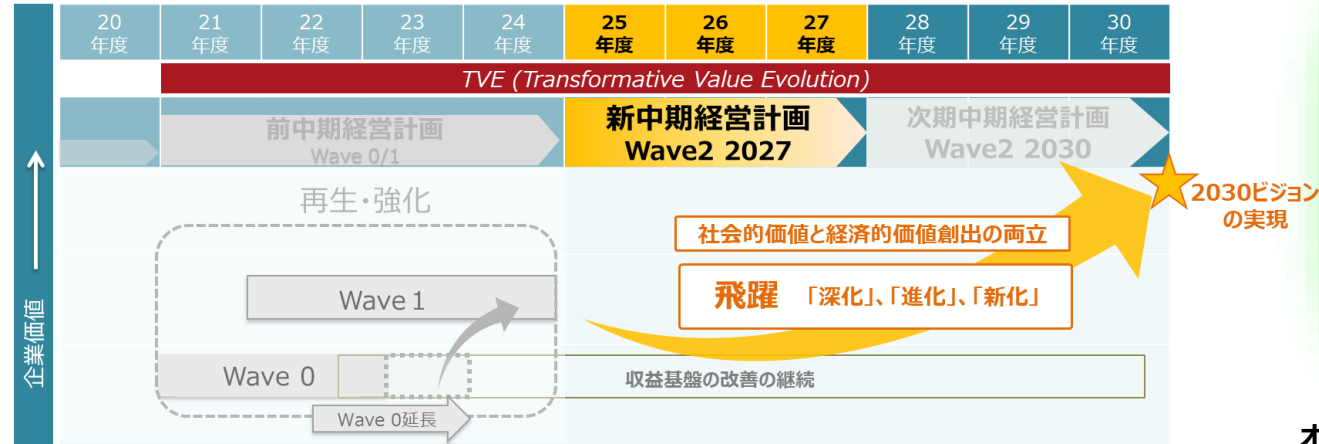 20
年度
21
年度
22
年度
23
年度
24
年度
25
年度
26
年度
27
年度
28
年度
29
年度
30
年度
TVE (Transformative Value Evolution)
前中期経営計画
Wave 0/1
新中期経営計画
Wave2 2027
次期中期経営計画
Wave2 2030
2030ビジョン
の実現
再生・強化
社会的価値と経済的価値創出の両立
飛躍 「深化」、「進化」、「新化」
Wave 1
Wave 0
収益基盤の改善の継続
Wave 0延長
企業価値